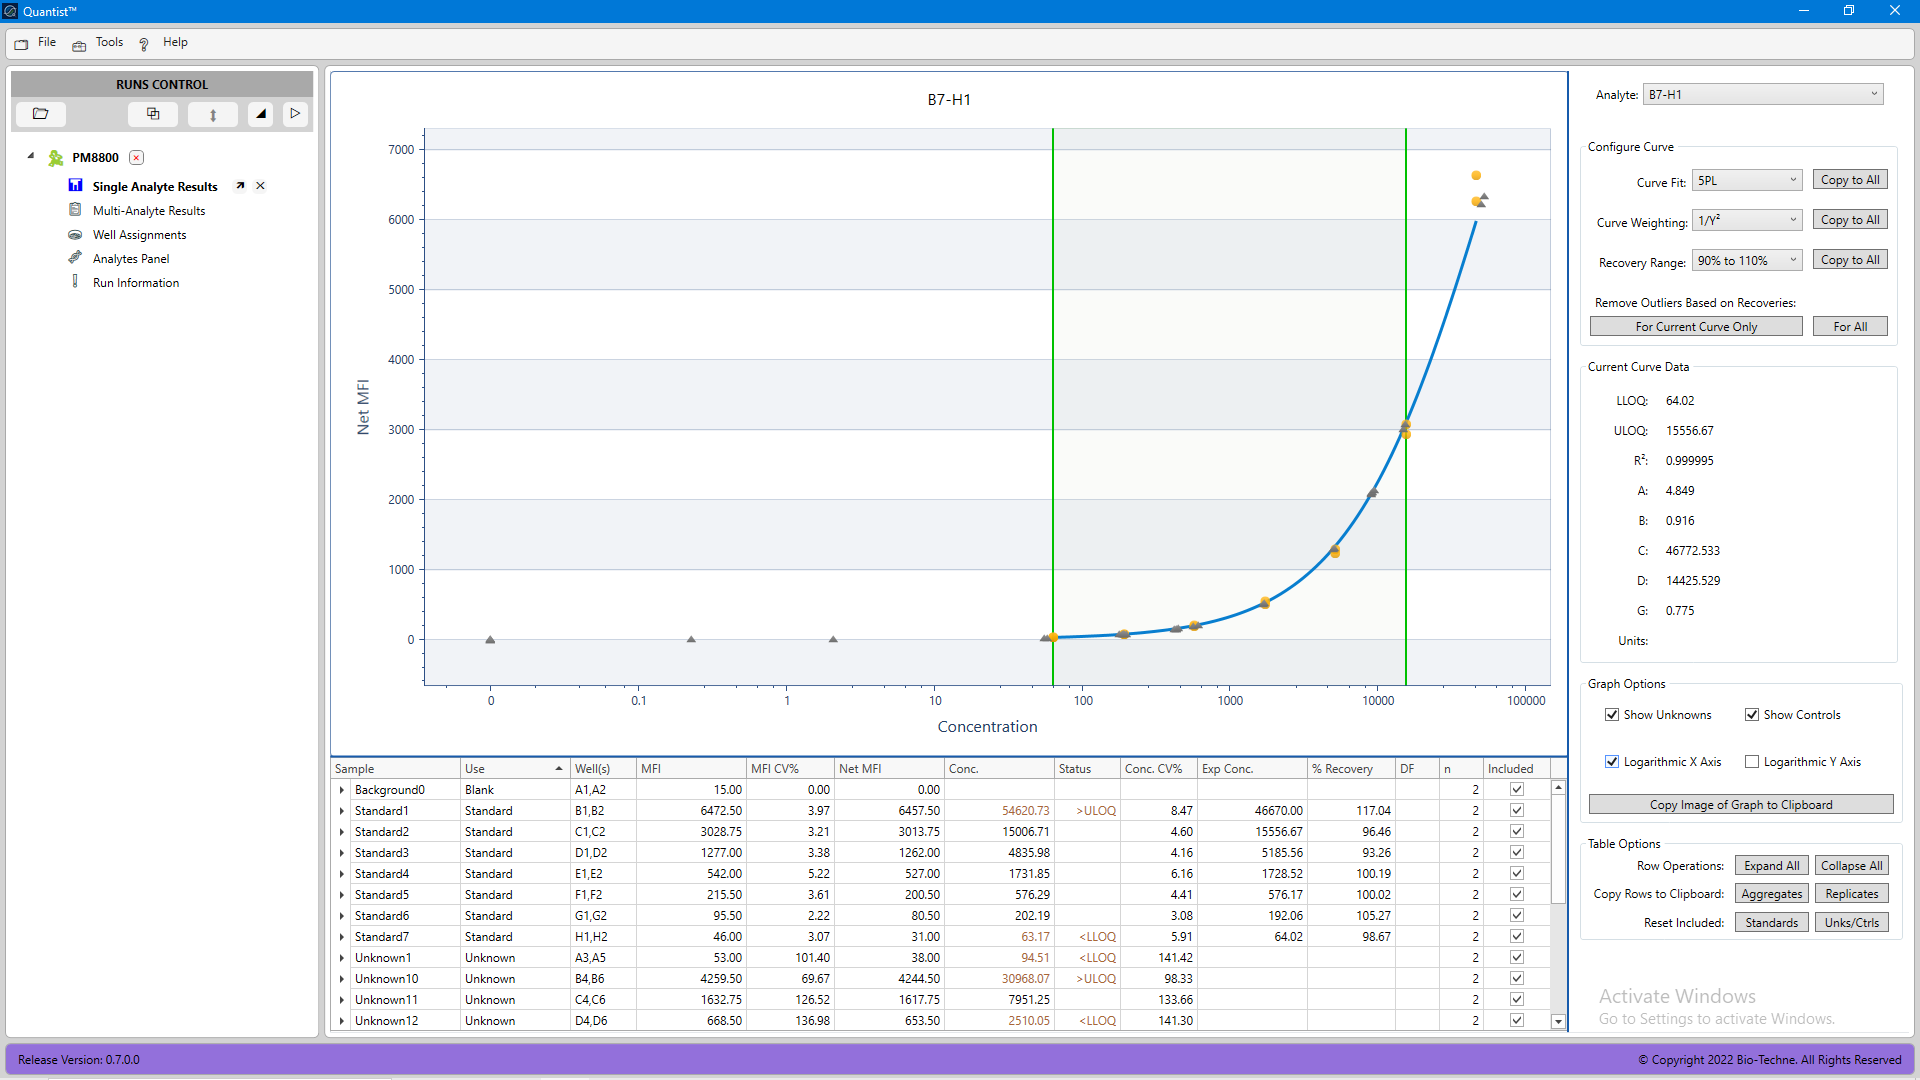 Quantist™
File Tools Help
RUNS CONTROL
PM8800
Single Analyte Results
Multi-Analyte Results
Well Assignments
Analytes Panel
Run Information
B7-H1
Net MFI
7000
6000
5000
4000
3000
2000
1000
0
0 0.1 1 10 100 1000 10000 100000
Concentration
Sample Use Well(s) MFI MFI CV% Net MFI Conc. Status Conc. CV% Exp Conc. % Recovery DF n Included
Background0 Blank A1,A2 15.00 0.00 0.00 2
Standard1 Standard B1,B2 6472.50 3.97 6457.50 54620.73 >ULOQ 8.47 46670.00 117.04 2
Standard2 Standard C1,C2 3028.75 3.21 3013.75 15006.71 4.60 15556.67 96.46 2
Standard3 Standard D1,D2 1277.00 3.38 1262.00 4835.98 4.16 5185.56 93.26 2
Standard4 Standard E1,E2 542.00 5.22 527.00 1731.85 6.16 1728.52 100.19 2
Standard5 Standard F1,F2 215.50 3.61 200.50 576.29 4.41 576.17 100.02 2
Standard6 Standard G1,G2 95.50 2.22 80.50 202.19 3.08 192.06 105.27 2
Standard7 Standard H1,H2 46.00 3.07 31.00 63.17 <LLOQ 5.91 64.02 98.67 2
Unknown1 Unknown A3,A5 53.00 101.40 38.00 94.51 <LLOQ 141.42 2
Unknown10 Unknown B4,B6 4259.50 69.67 4244.50 30968.07 >ULOQ 98.33 2
Unknown11 Unknown C4,C6 1632.75 126.52 1617.75 7951.25 133.66 2
Unknown12 Unknown D4,D6 668.50 136.98 653.50 2510.05 <LLOQ 141.30 2
Analyte: B7-H1
Configure Curve
Curve Fit: 5PL Copy to All
Curve Weighting: 1/Y² Copy to All
Recovery Range: 90% to 110% Copy to All
Remove Outliers Based on Recoveries:
For Current Curve Only For All
Current Curve Data
LLOQ: 64.02
ULOQ: 15556.67
R²: 0.999995
A: 4.849
B: 0.916
C: 46772.533
D: 14425.529
G: 0.775
Units:
Graph Options
Show Unknowns Show Controls
Logarithmic X Axis Logarithmic Y Axis
Copy Image of Graph to Clipboard
Table Options
Row Operations: Expand All Collapse All
Copy Rows to Clipboard: Aggregates Replicates
Reset Included: Standards Unks/Ctrls
Activate Windows
Go to Settings to activate Windows.
Release Version: 0.7.0.0
© Copyright 2022 Bio-Techne. All Rights Reserved